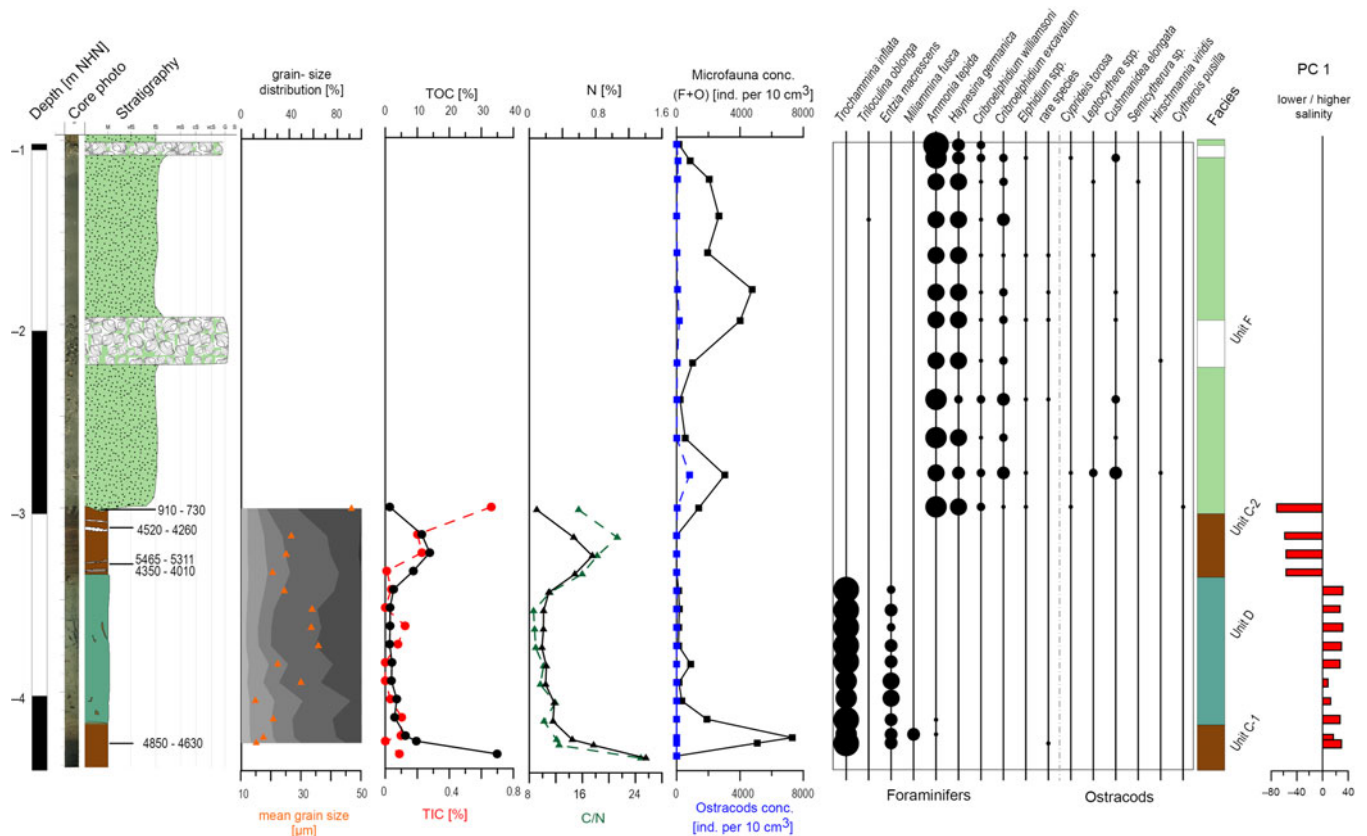 Depth [m NHN]
Core photo
Stratigraphy
grain- size
distribution [%]
0 40 80
TOC [%]
0 10 20 30 40
N [%]
0 0.4 0.8 1.2 1.6
Microfauna conc.
(F+O) [ind. per 10 cm3]
0 4000 8000
Trochammina inflata
Triloculina oblonga
Entzia macrescens
Miliammina fusca
Ammonia tepida
Haynesina germanica
Cribroelphidium williamsoni
Cribroelphidium excavatum
Elphidium spp.
rare species
Cyprideis torosa
Leptocythere spp.
Cushmanidea elongata
Semicytherura sp.
Hirschmannia viridis
Cytherois pusilla
Facies
PC 1
lower / higher
salinity
–1
–2
–3
–4
910 - 730
4520 - 4260
5465 - 5311
4350 - 4010
4850 - 4630
Unit F
Unit C-2
Unit D
Unit C-1
10 50 100
mean grain size
[µm]
0 0.4 0.8
TIC [%]
8 16 24
C/N
0 4000 8000
Ostracods conc.
[ind. per 10 cm3]
Foraminifers
Ostracods
−80 −40 0 40